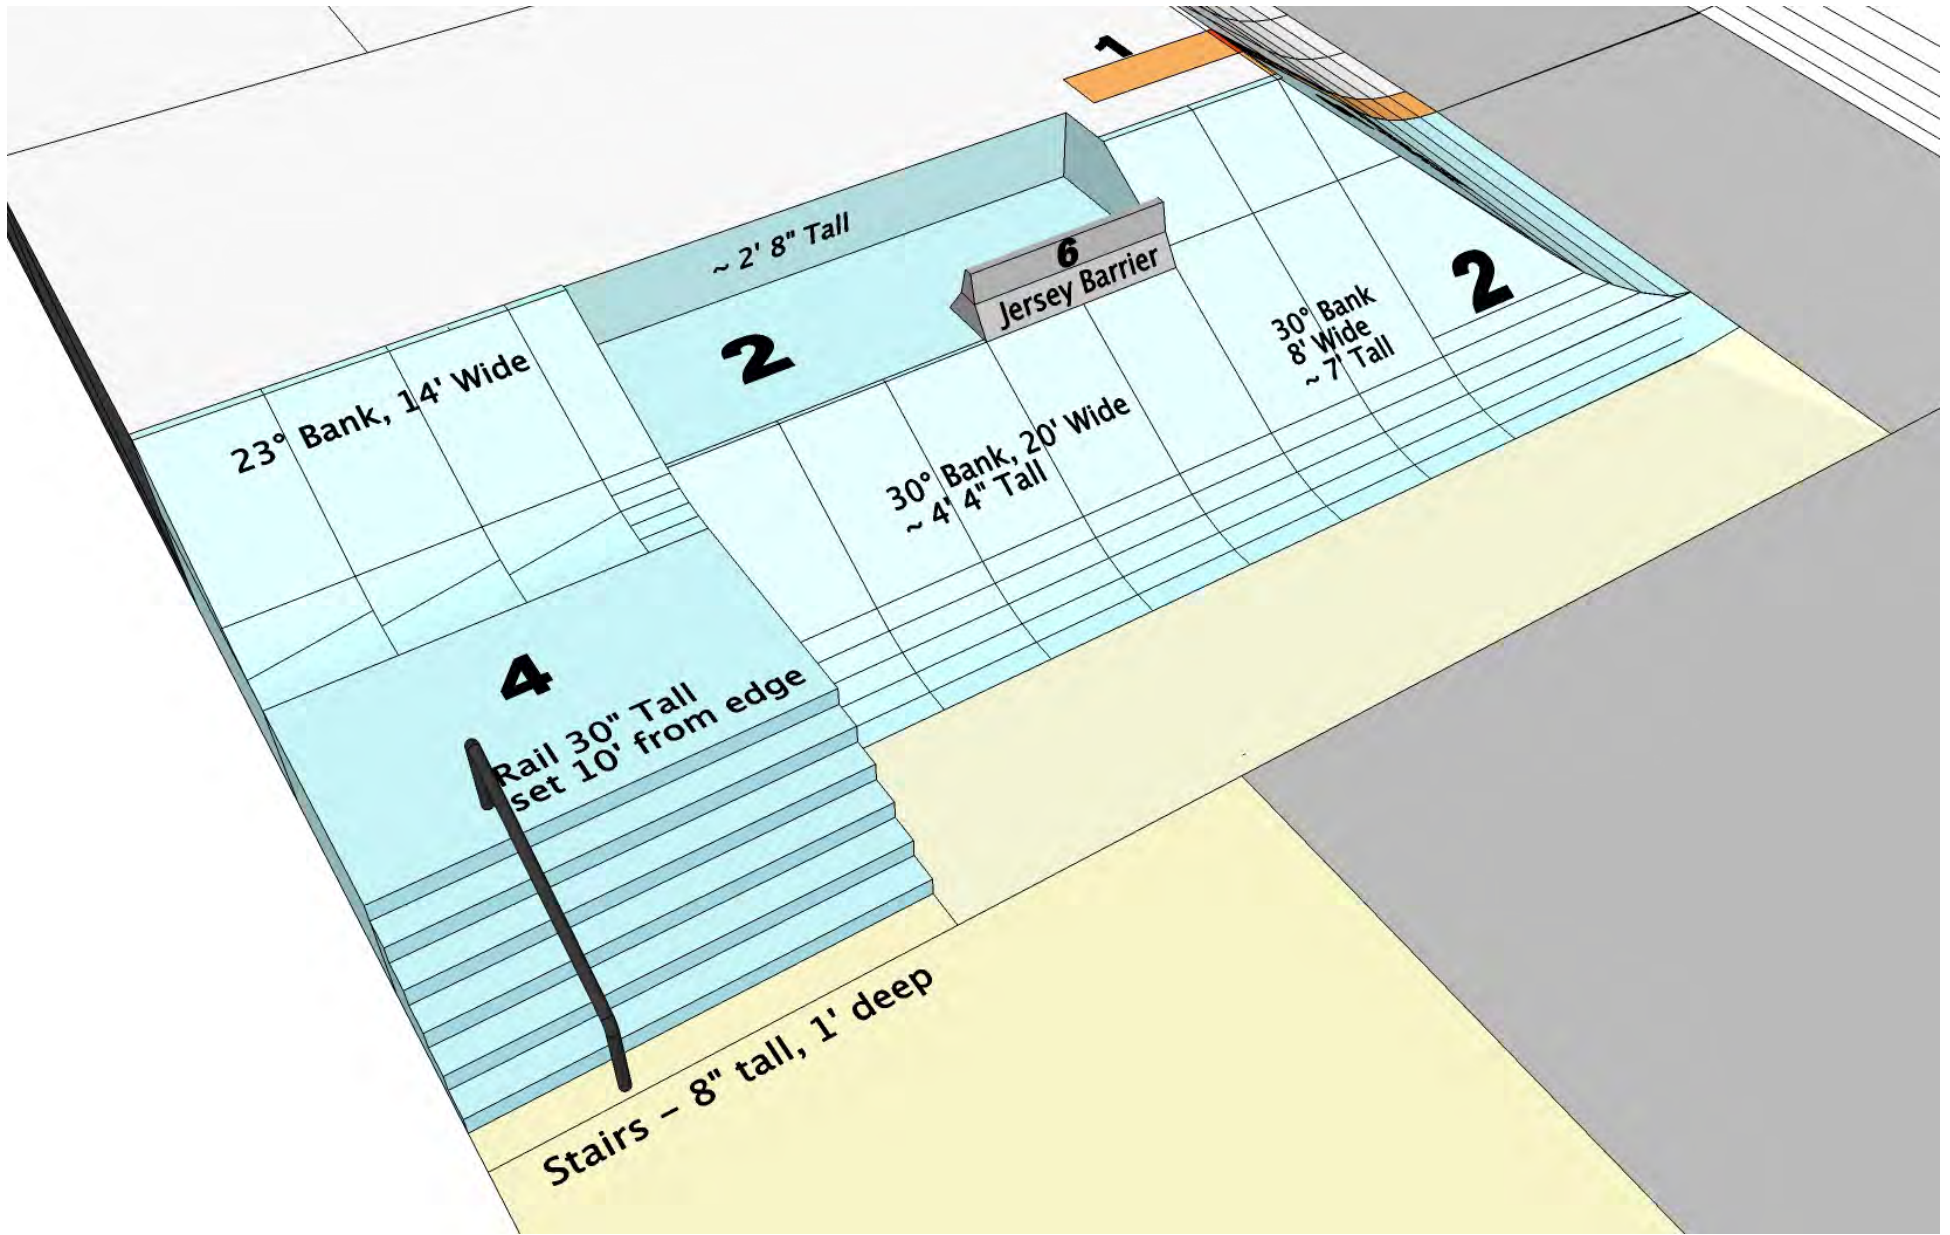 1
~ 2' 8" Tall
6
Jersey Barrier
2
30° Bank
8' Wide
~ 7' Tall
23° Bank, 14' Wide
2
30° Bank, 20' Wide
~ 4' 4" Tall
4
Rail 30" Tall
set 10' from edge
Stairs – 8" tall, 1' deep